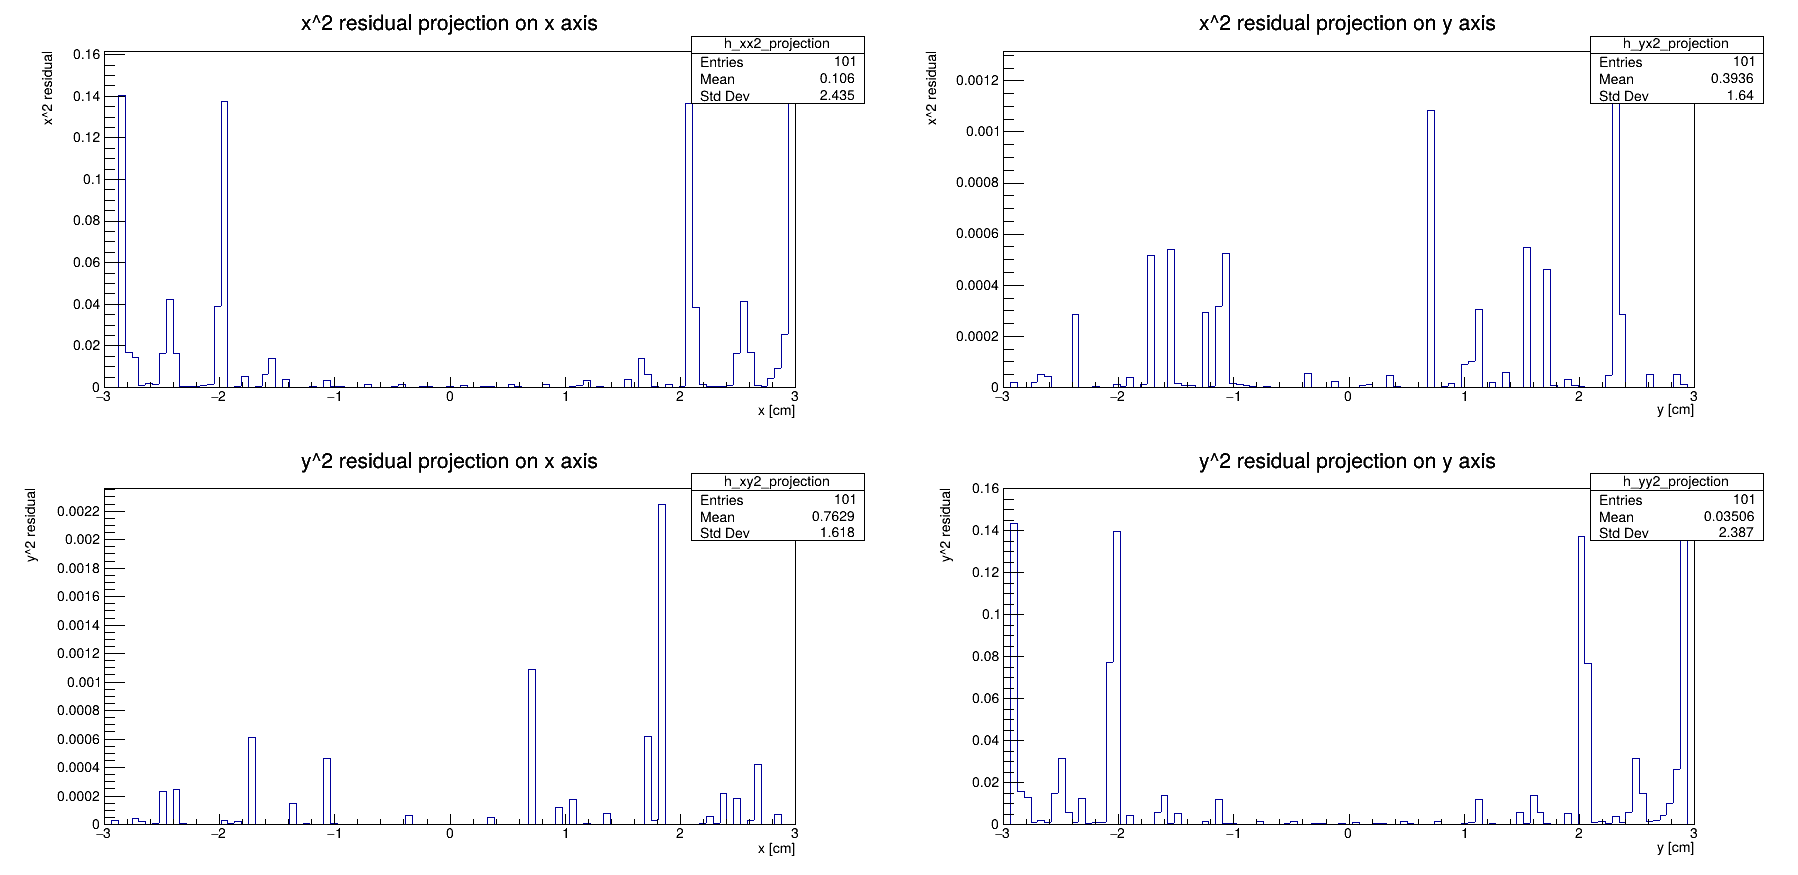 x^2 residual projection on x axis
x^2 residual
0.16
0.14
0.12
0.1
0.08
0.06
0.04
0.02
0
−3
−2
−1
0
1
2
3
x [cm]
h_xx2_projection
Entries 101
Mean 0.106
Std Dev 2.435
x^2 residual projection on y axis
x^2 residual
0.0012
0.001
0.0008
0.0006
0.0004
0.0002
0
−3
−2
−1
0
1
2
3
y [cm]
h_yx2_projection
Entries 101
Mean 0.3936
Std Dev 1.64
y^2 residual projection on x axis
y^2 residual
0.0022
0.002
0.0018
0.0016
0.0014
0.0012
0.001
0.0008
0.0006
0.0004
0.0002
0
−3
−2
−1
0
1
2
3
x [cm]
h_xy2_projection
Entries 101
Mean 0.7629
Std Dev 1.618
y^2 residual projection on y axis
y^2 residual
0.16
0.14
0.12
0.1
0.08
0.06
0.04
0.02
0
−3
−2
−1
0
1
2
3
y [cm]
h_yy2_projection
Entries 101
Mean 0.03506
Std Dev 2.387